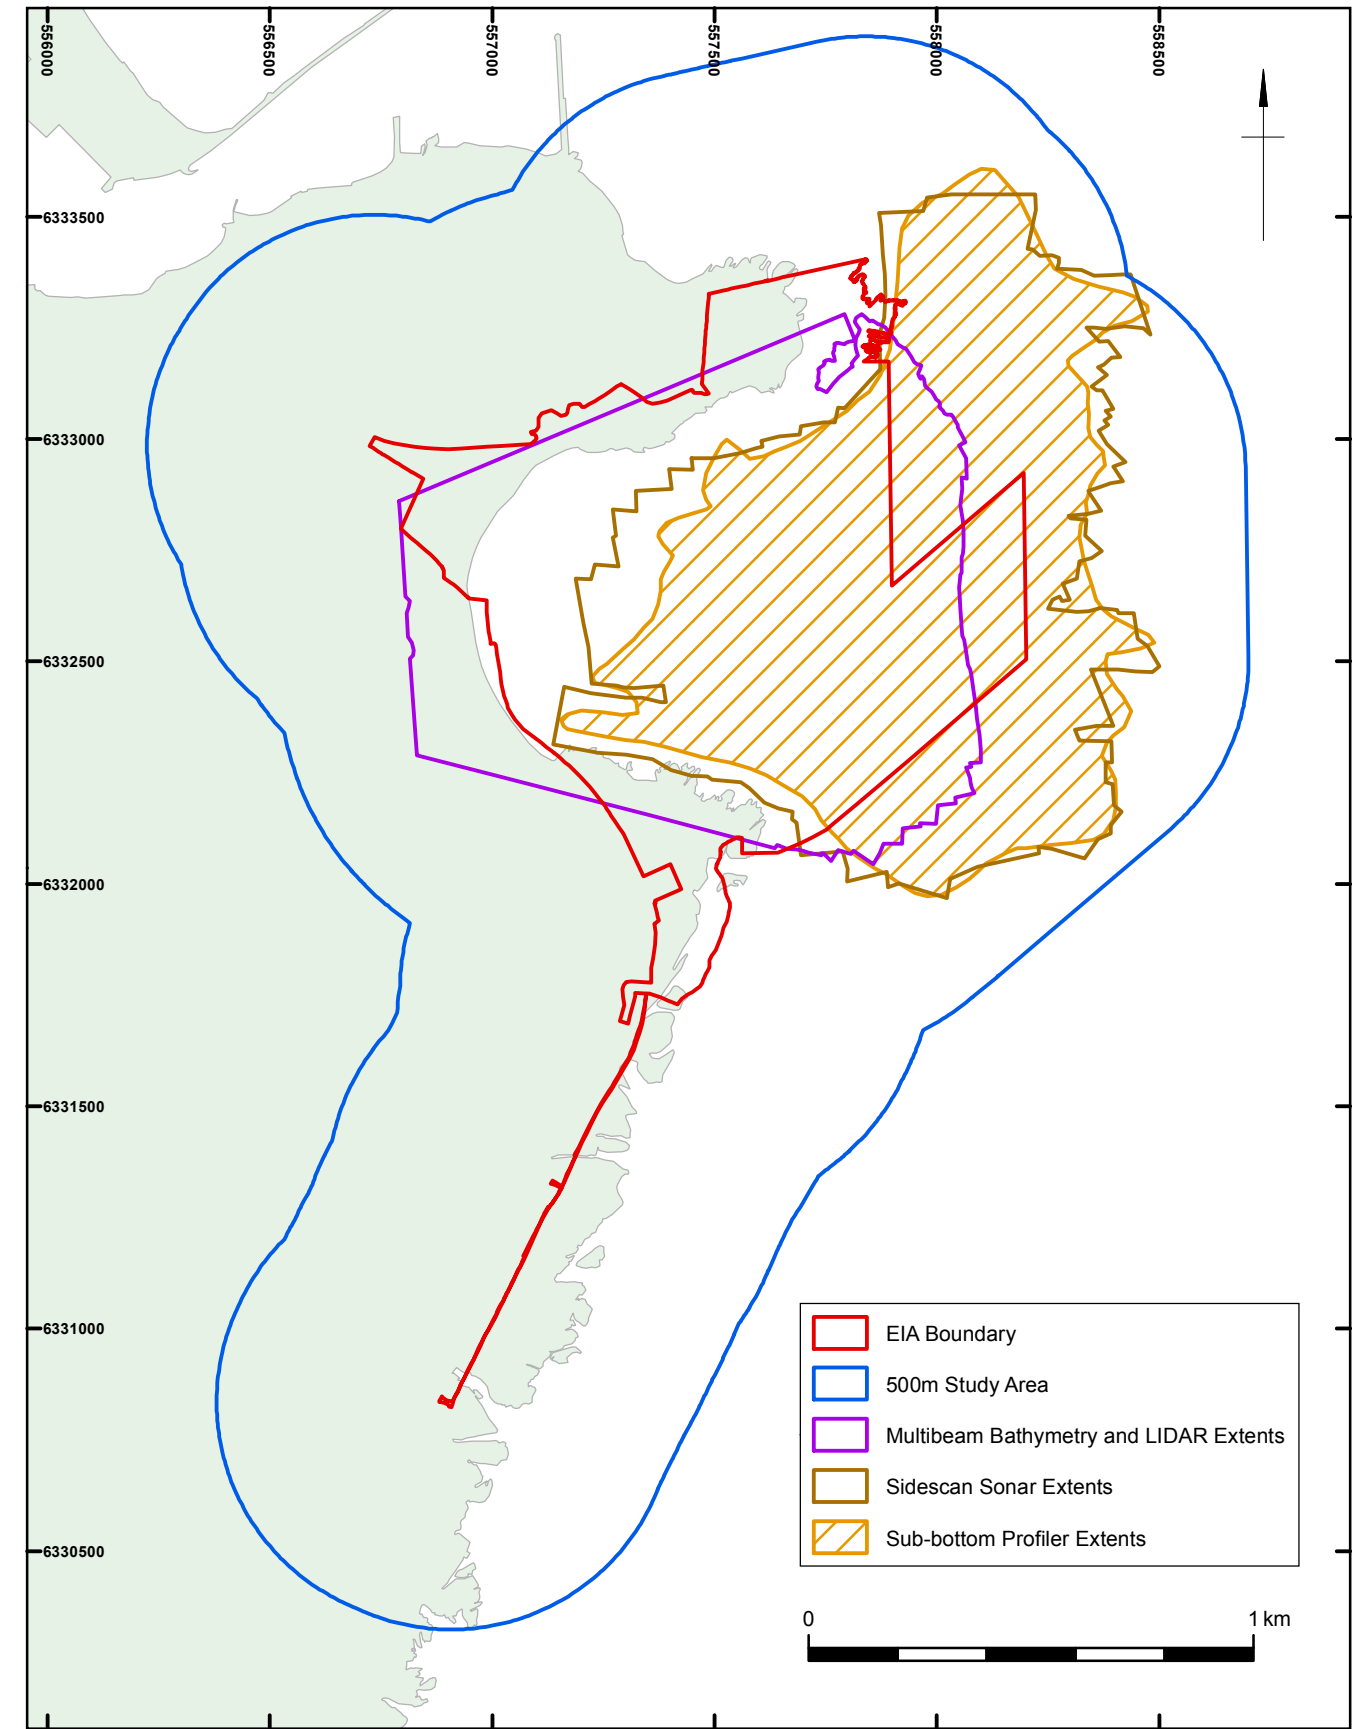 556000
556500
557000
557500
558000
558500
6333500
6333000
6332500
6332000
6331500
6331000
6330500
EIA Boundary
500m Study Area
Multibeam Bathymetry and LIDAR Extents
Sidescan Sonar Extents
Sub-bottom Profiler Extents
0 1 km